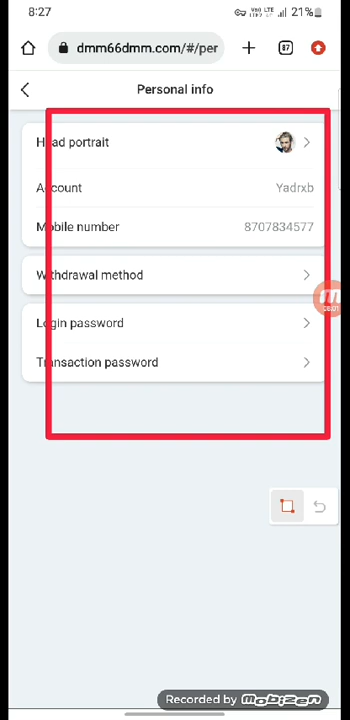 8:27
21%
dmm66dmm.com/#/per
87
Personal info
Head portrait
Account Yadrxb
Mobile number 8707834577
Withdrawal method
Login password
Transaction password
Recorded by mobizen